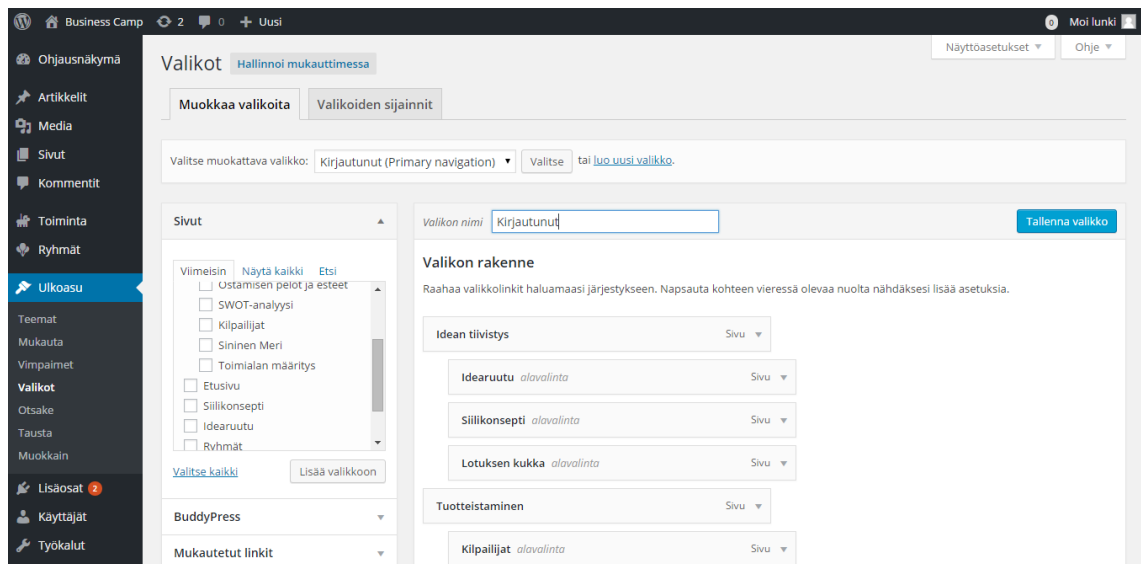 Business Camp 2 0 Uusi 0 Moi lunki
Ohjausnäkymä
Artikkelit
Media
Sivut
Kommentit
Toiminta
Ryhmät
Ulkoasu
Teemat
Mukauta
Vimpaimet
Valikot
Otsake
Tausta
Muokkain
Lisäosat 2
Käyttäjät
Työkalut
Näyttöasetukset Ohje
Valikot Hallinnoi mukauttimessa
Muokkaa valikoita Valikoiden sijainnit
Valitse muokattava valikko: Kirjautunut (Primary navigation) Valitse tai luo uusi valikko.
Sivut
Viimeisin Näytä kaikki Etsi
Ostamisen pelot ja esteet
SWOT-analyysi
Kilpailijat
Sininen Meri
Toimialan määritys
Etusivu
Siilikonsepti
Idearuutu
Ryhmät
Valitse kaikki Lisää valikkoon
BuddyPress
Mukautetut linkit
Valikon nimi Kirjautunut Tallenna valikko
Valikon rakenne
Raahaa valikkolinkit haluamaasi järjestykseen. Napsauta kohteen vieressä olevaa nuolta nähdäksesi lisää asetuksia.
Idean tiivistys Sivu
Idearuutu alavalinta Sivu
Siilikonsepti alavalinta Sivu
Lotuksen kukka alavalinta Sivu
Tuotteistaminen Sivu
Kilpailijat alavalinta Sivu